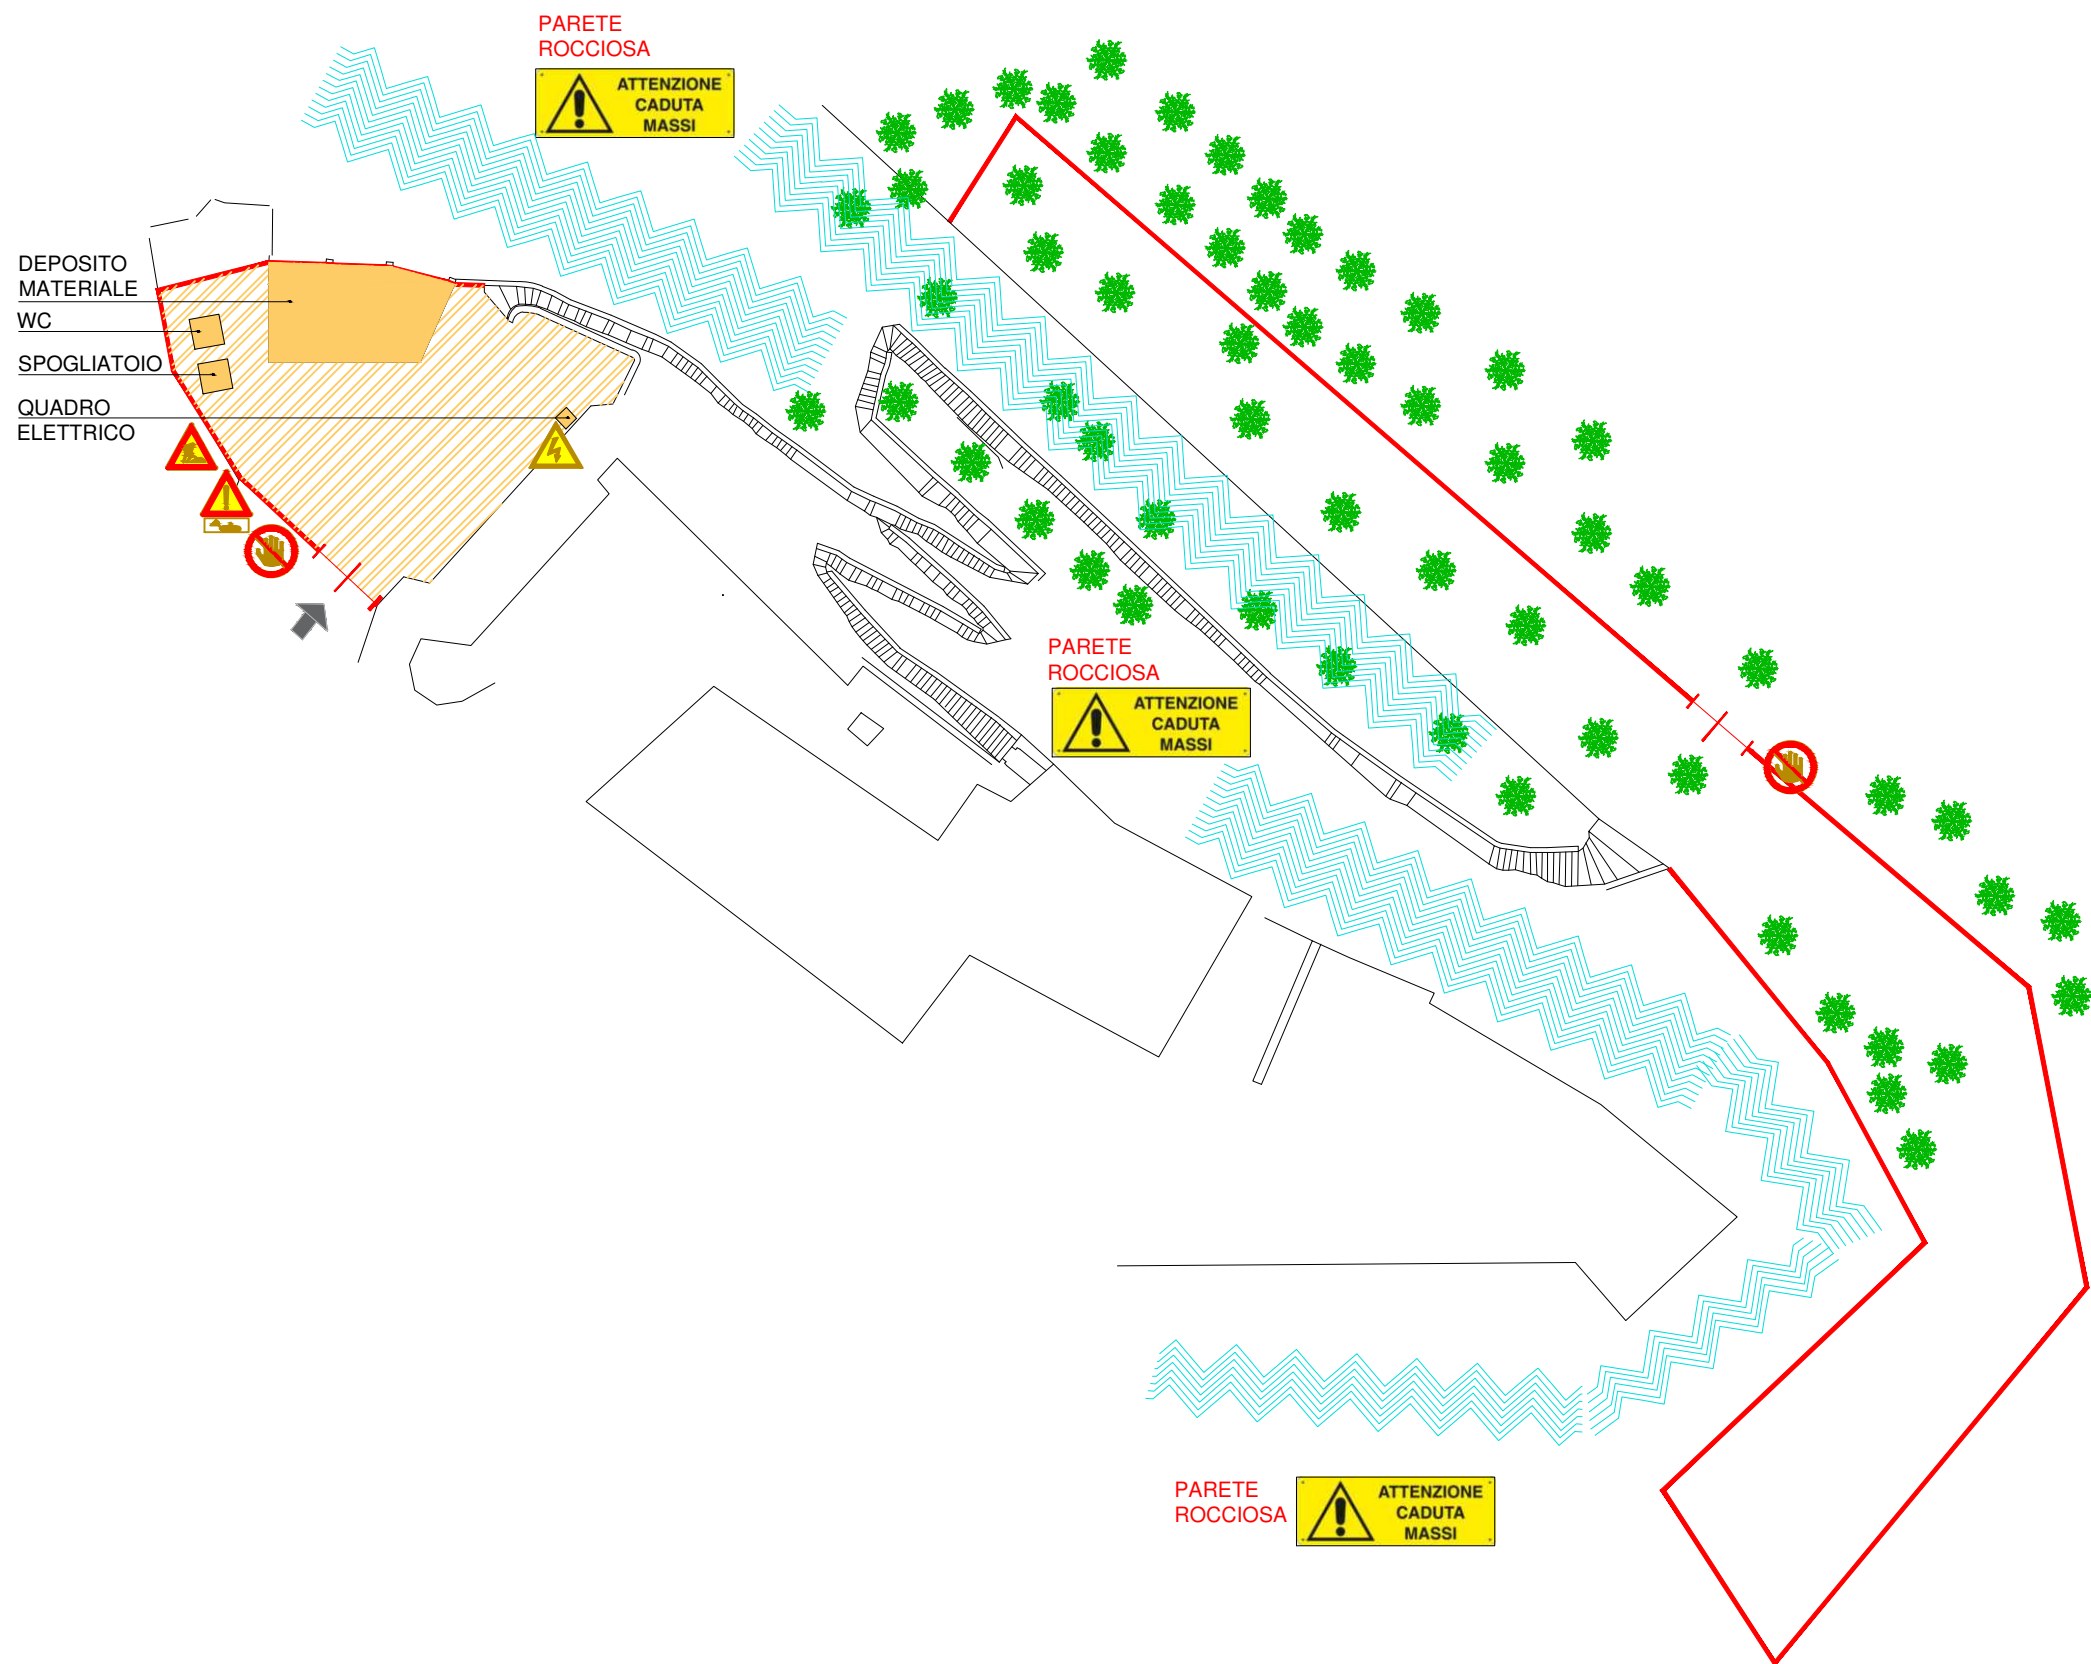 PARETE
ROCCIOSA
ATTENZIONE
CADUTA
MASSI
DEPOSITO
MATERIALE
WC
SPOGLIATOIO
QUADRO
ELETTRICO
PARETE
ROCCIOSA
ATTENZIONE
CADUTA
MASSI
PARETE
ROCCIOSA
ATTENZIONE
CADUTA
MASSI